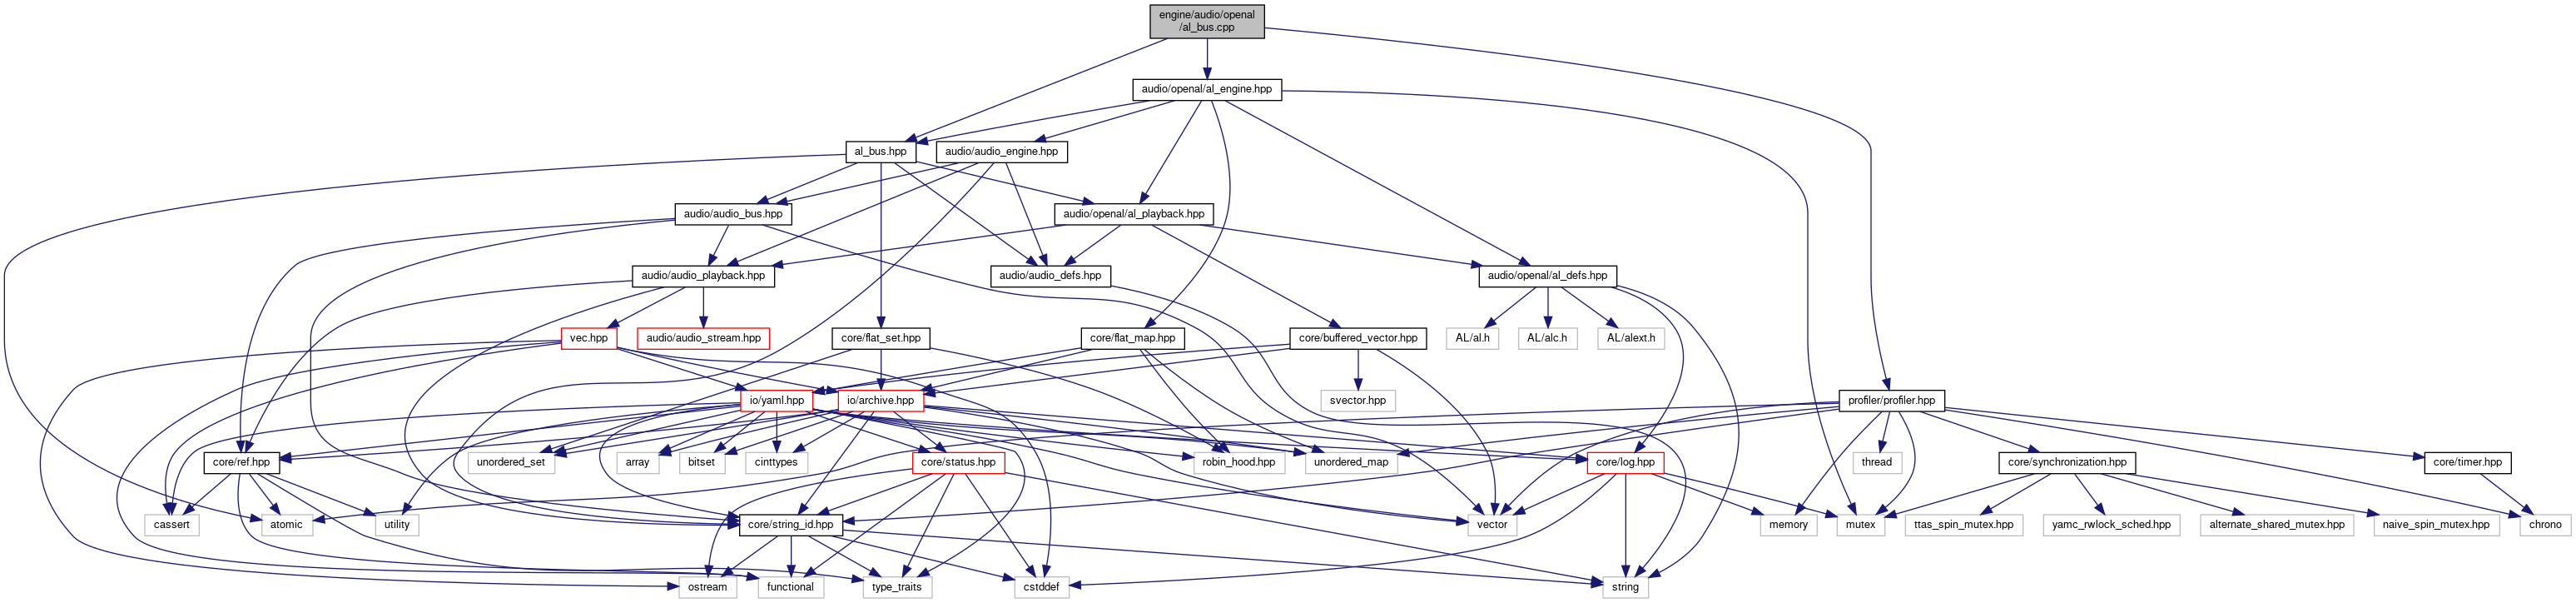 engine/audio/openal
/al_bus.cpp
audio/openal/al_engine.hpp
al_bus.hpp
audio/audio_engine.hpp
audio/audio_bus.hpp
audio/openal/al_playback.hpp
audio/audio_playback.hpp
audio/audio_defs.hpp
audio/openal/al_defs.hpp
vec.hpp
audio/audio_stream.hpp
core/flat_set.hpp
core/flat_map.hpp
core/buffered_vector.hpp
AL/al.h
AL/alc.h
AL/alext.h
io/yaml.hpp
io/archive.hpp
svector.hpp
profiler/profiler.hpp
core/ref.hpp
unordered_set
array
bitset
cinttypes
core/status.hpp
robin_hood.hpp
unordered_map
core/log.hpp
thread
core/synchronization.hpp
core/timer.hpp
cassert
atomic
utility
core/string_id.hpp
vector
memory
mutex
ttas_spin_mutex.hpp
yamc_rwlock_sched.hpp
alternate_shared_mutex.hpp
naive_spin_mutex.hpp
chrono
ostream
functional
type_traits
cstddef
string